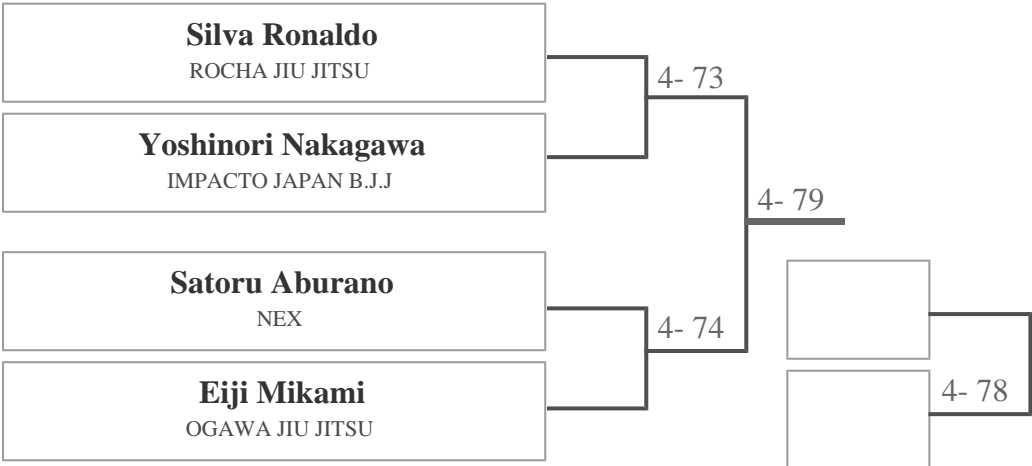 Silva Ronaldo
ROCHA JIU JITSU
4- 73
Yoshinori Nakagawa
IMPACTO JAPAN B.J.J
4- 79
Satoru Aburano
NEX
4- 74
Eiji Mikami
OGAWA JIU JITSU
4- 78